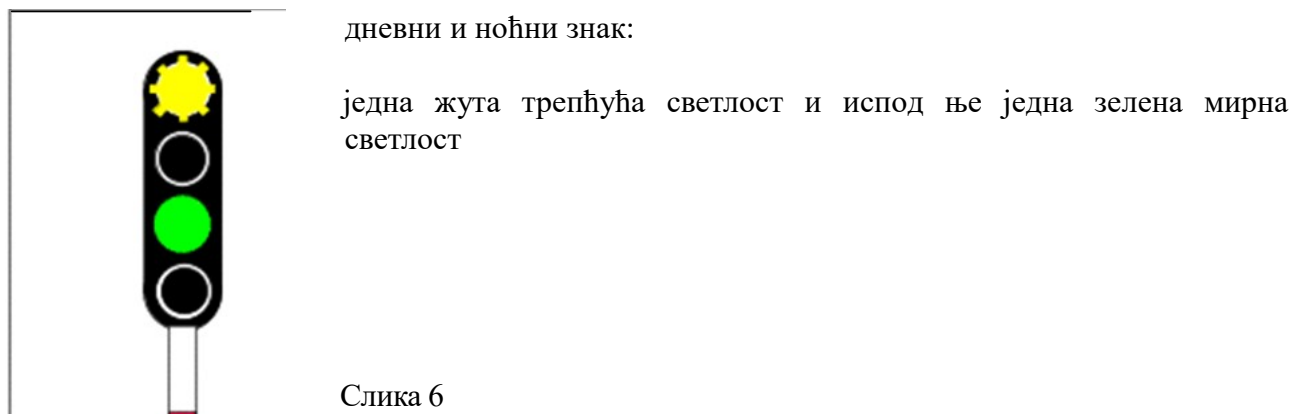 дневни и ноћни знак:
једна жута трепћућа светлост и испод ње једна зелена мирна
светлост
Слика 6